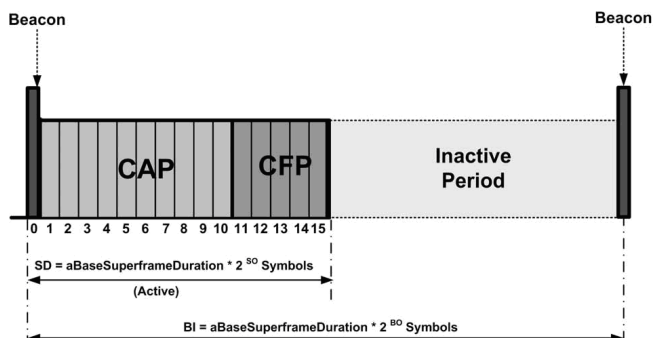 Beacon
Beacon
CAP
CFP
Inactive
Period
0 1 2 3 4 5 6 7 8 9 10 11 12 13 14 15
SD = aBaseSuperframeDuration * 2 SO Symbols
(Active)
BI = aBaseSuperframeDuration * 2 BO Symbols